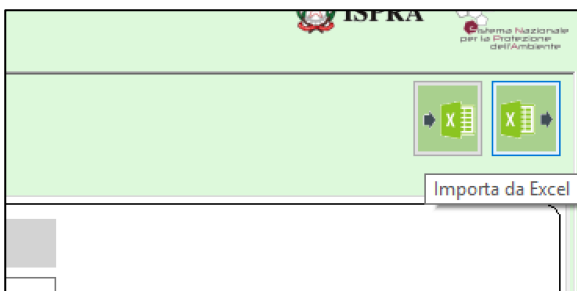 ISPRA
Sistema Nazionale
per la Protezione
dell'Ambiente
X
X
Importa da Excel